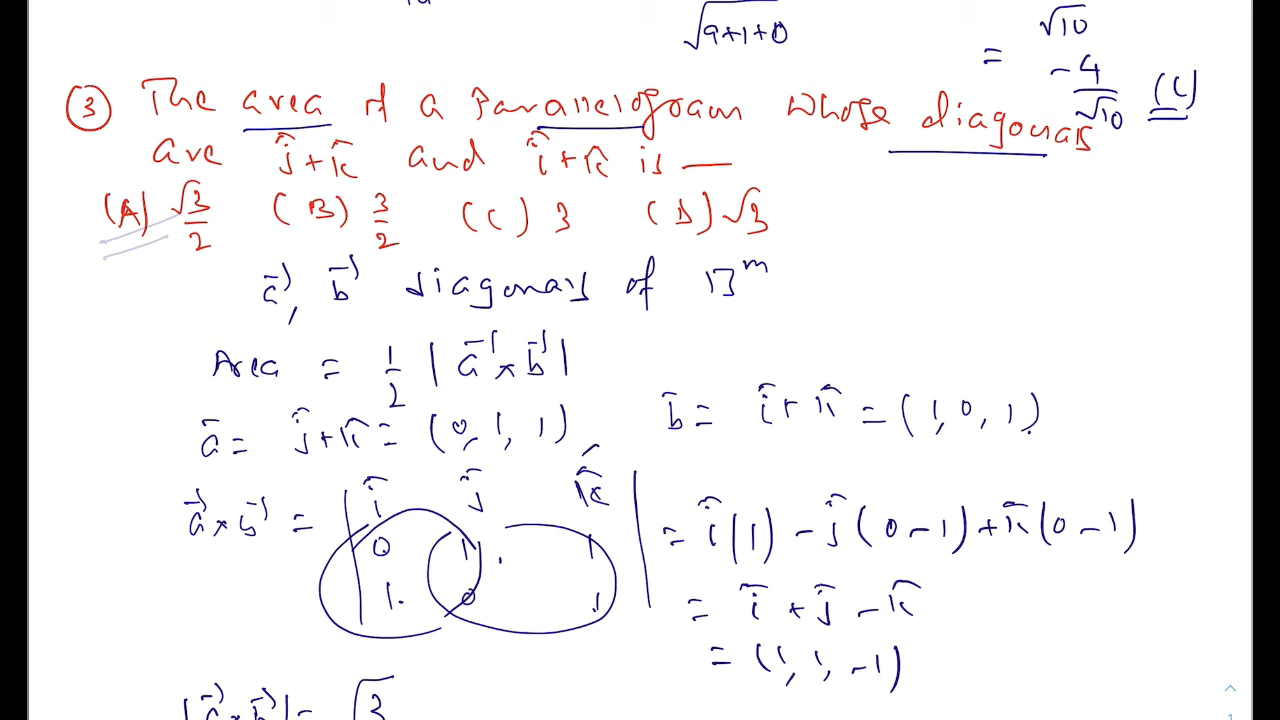 √9+1+0
√10
= -4/√10 (C)
③ The area of a Parallelogram whose diagonals
are ĵ+k̂ and î+k̂ is —
(A) √3/2 (B) 3/2 (C) 3 (D) √3
a⃗, b⃗ diagonals of ▱ᵐ
Area = 1/2 |a⃗ × b⃗|
a̅ = ĵ+k̂ = (0, 1, 1) b̅ = î+k̂ = (1, 0, 1)
a⃗ × b⃗ = | î ĵ k̂
0 1 1
1 0 1 | = î(1) - ĵ(0-1) + k̂(0-1)
= î + ĵ - k̂
= (1, 1, -1)
|a⃗ × b⃗| = √3